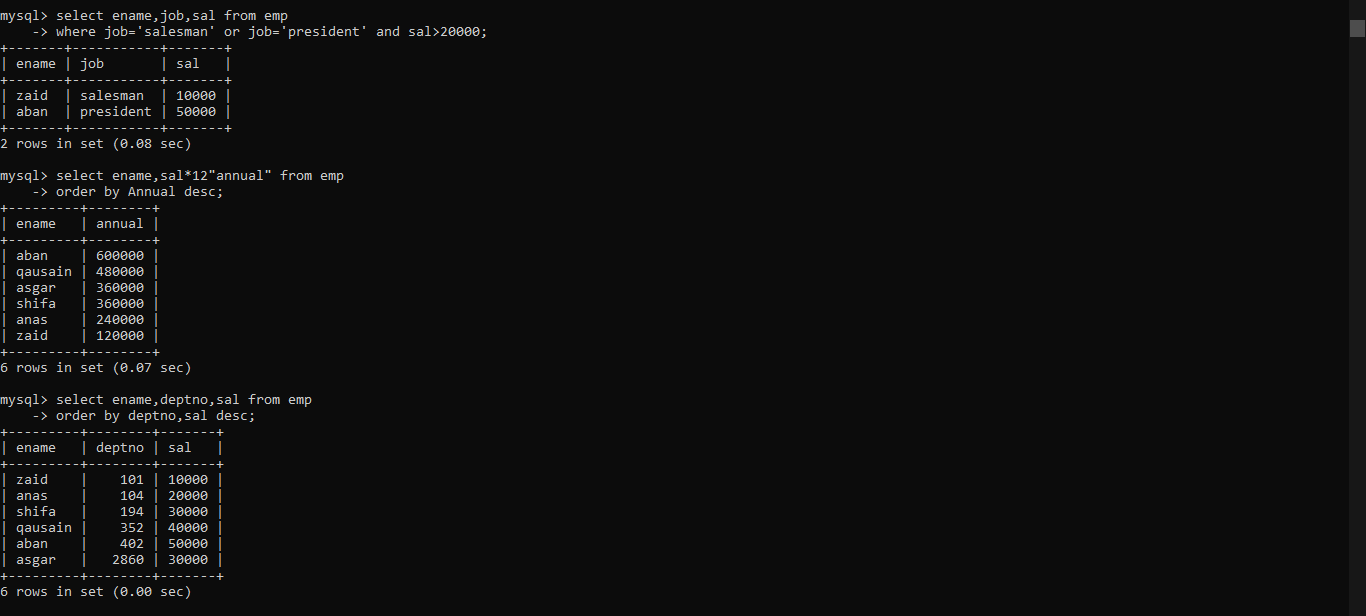 mysql> select ename,job,sal from emp
    -> where job='salesman' or job='president' and sal>20000;
+-------+-----------+-------+
| ename | job       | sal   |
+-------+-----------+-------+
| zaid  | salesman  | 10000 |
| aban  | president | 50000 |
+-------+-----------+-------+
2 rows in set (0.08 sec)

mysql> select ename,sal*12"annual" from emp
    -> order by Annual desc;
+---------+--------+
| ename   | annual |
+---------+--------+
| aban    | 600000 |
| qausain | 480000 |
| asgar   | 360000 |
| shifa   | 360000 |
| anas    | 240000 |
| zaid    | 120000 |
+---------+--------+
6 rows in set (0.07 sec)

mysql> select ename,deptno,sal from emp
    -> order by deptno,sal desc;
+---------+--------+-------+
| ename   | deptno | sal   |
+---------+--------+-------+
| zaid    |    101 | 10000 |
| anas    |    104 | 20000 |
| shifa   |    194 | 30000 |
| qausain |    352 | 40000 |
| aban    |    402 | 50000 |
| asgar   |   2860 | 30000 |
+---------+--------+-------+
6 rows in set (0.00 sec)